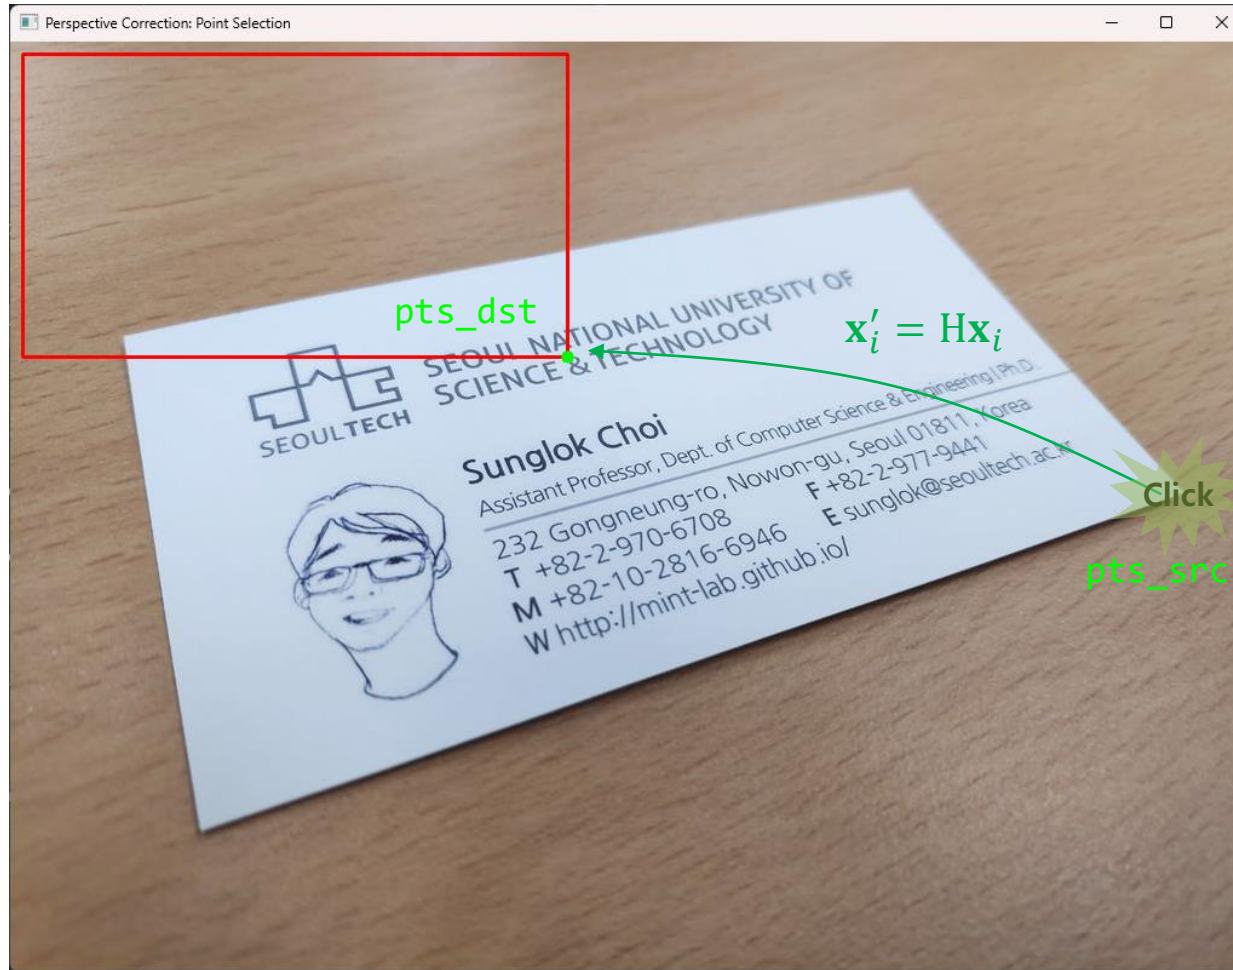 Perspective Correction: Point Selection
pts_dst
x′ᵢ = Hxᵢ
SEOUL NATIONAL UNIVERSITY OF
SCIENCE & TECHNOLOGY
SEOULTECH
Sunglok Choi
Assistant Professor, Dept. of Computer Science & Engineering | Ph.D.
232 Gongneung-ro, Nowon-gu, Seoul 01811, Korea
T +82-2-970-6708
F +82-2-977-9441
M +82-10-2816-6946
E sunglok@seoultech.ac.kr
W http://mint-lab.github.io/
Click
pts_src